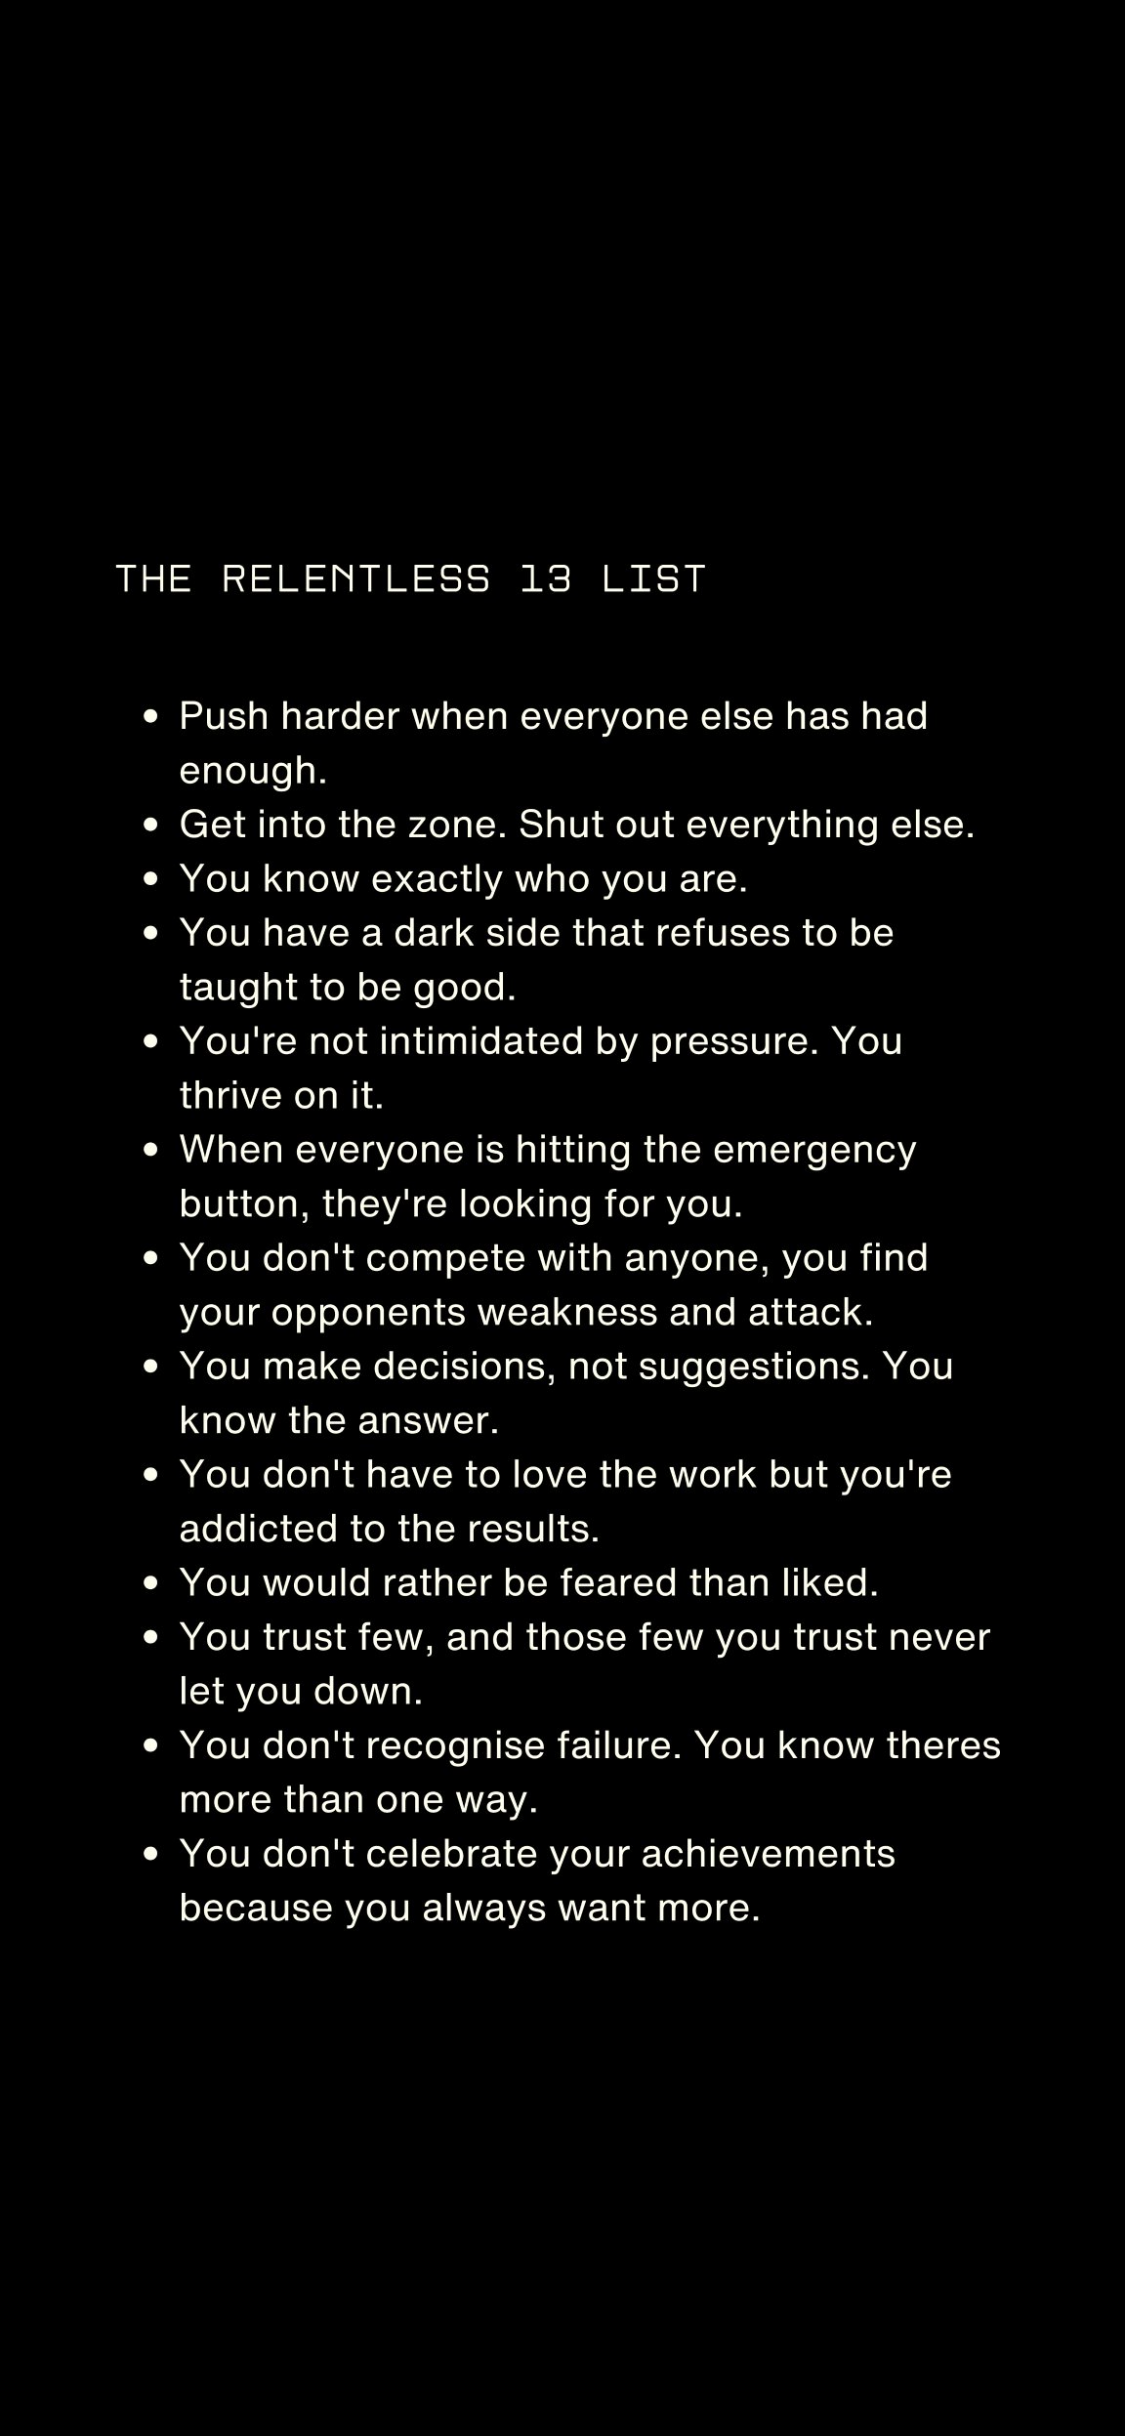 THE RELENTLESS 13 LIST
• Push harder when everyone else has had
enough.
• Get into the zone. Shut out everything else.
• You know exactly who you are.
• You have a dark side that refuses to be
taught to be good.
• You're not intimidated by pressure. You
thrive on it.
• When everyone is hitting the emergency
button, they're looking for you.
• You don't compete with anyone, you find
your opponents weakness and attack.
• You make decisions, not suggestions. You
know the answer.
• You don't have to love the work but you're
addicted to the results.
• You would rather be feared than liked.
• You trust few, and those few you trust never
let you down.
• You don't recognise failure. You know theres
more than one way.
• You don't celebrate your achievements
because you always want more.